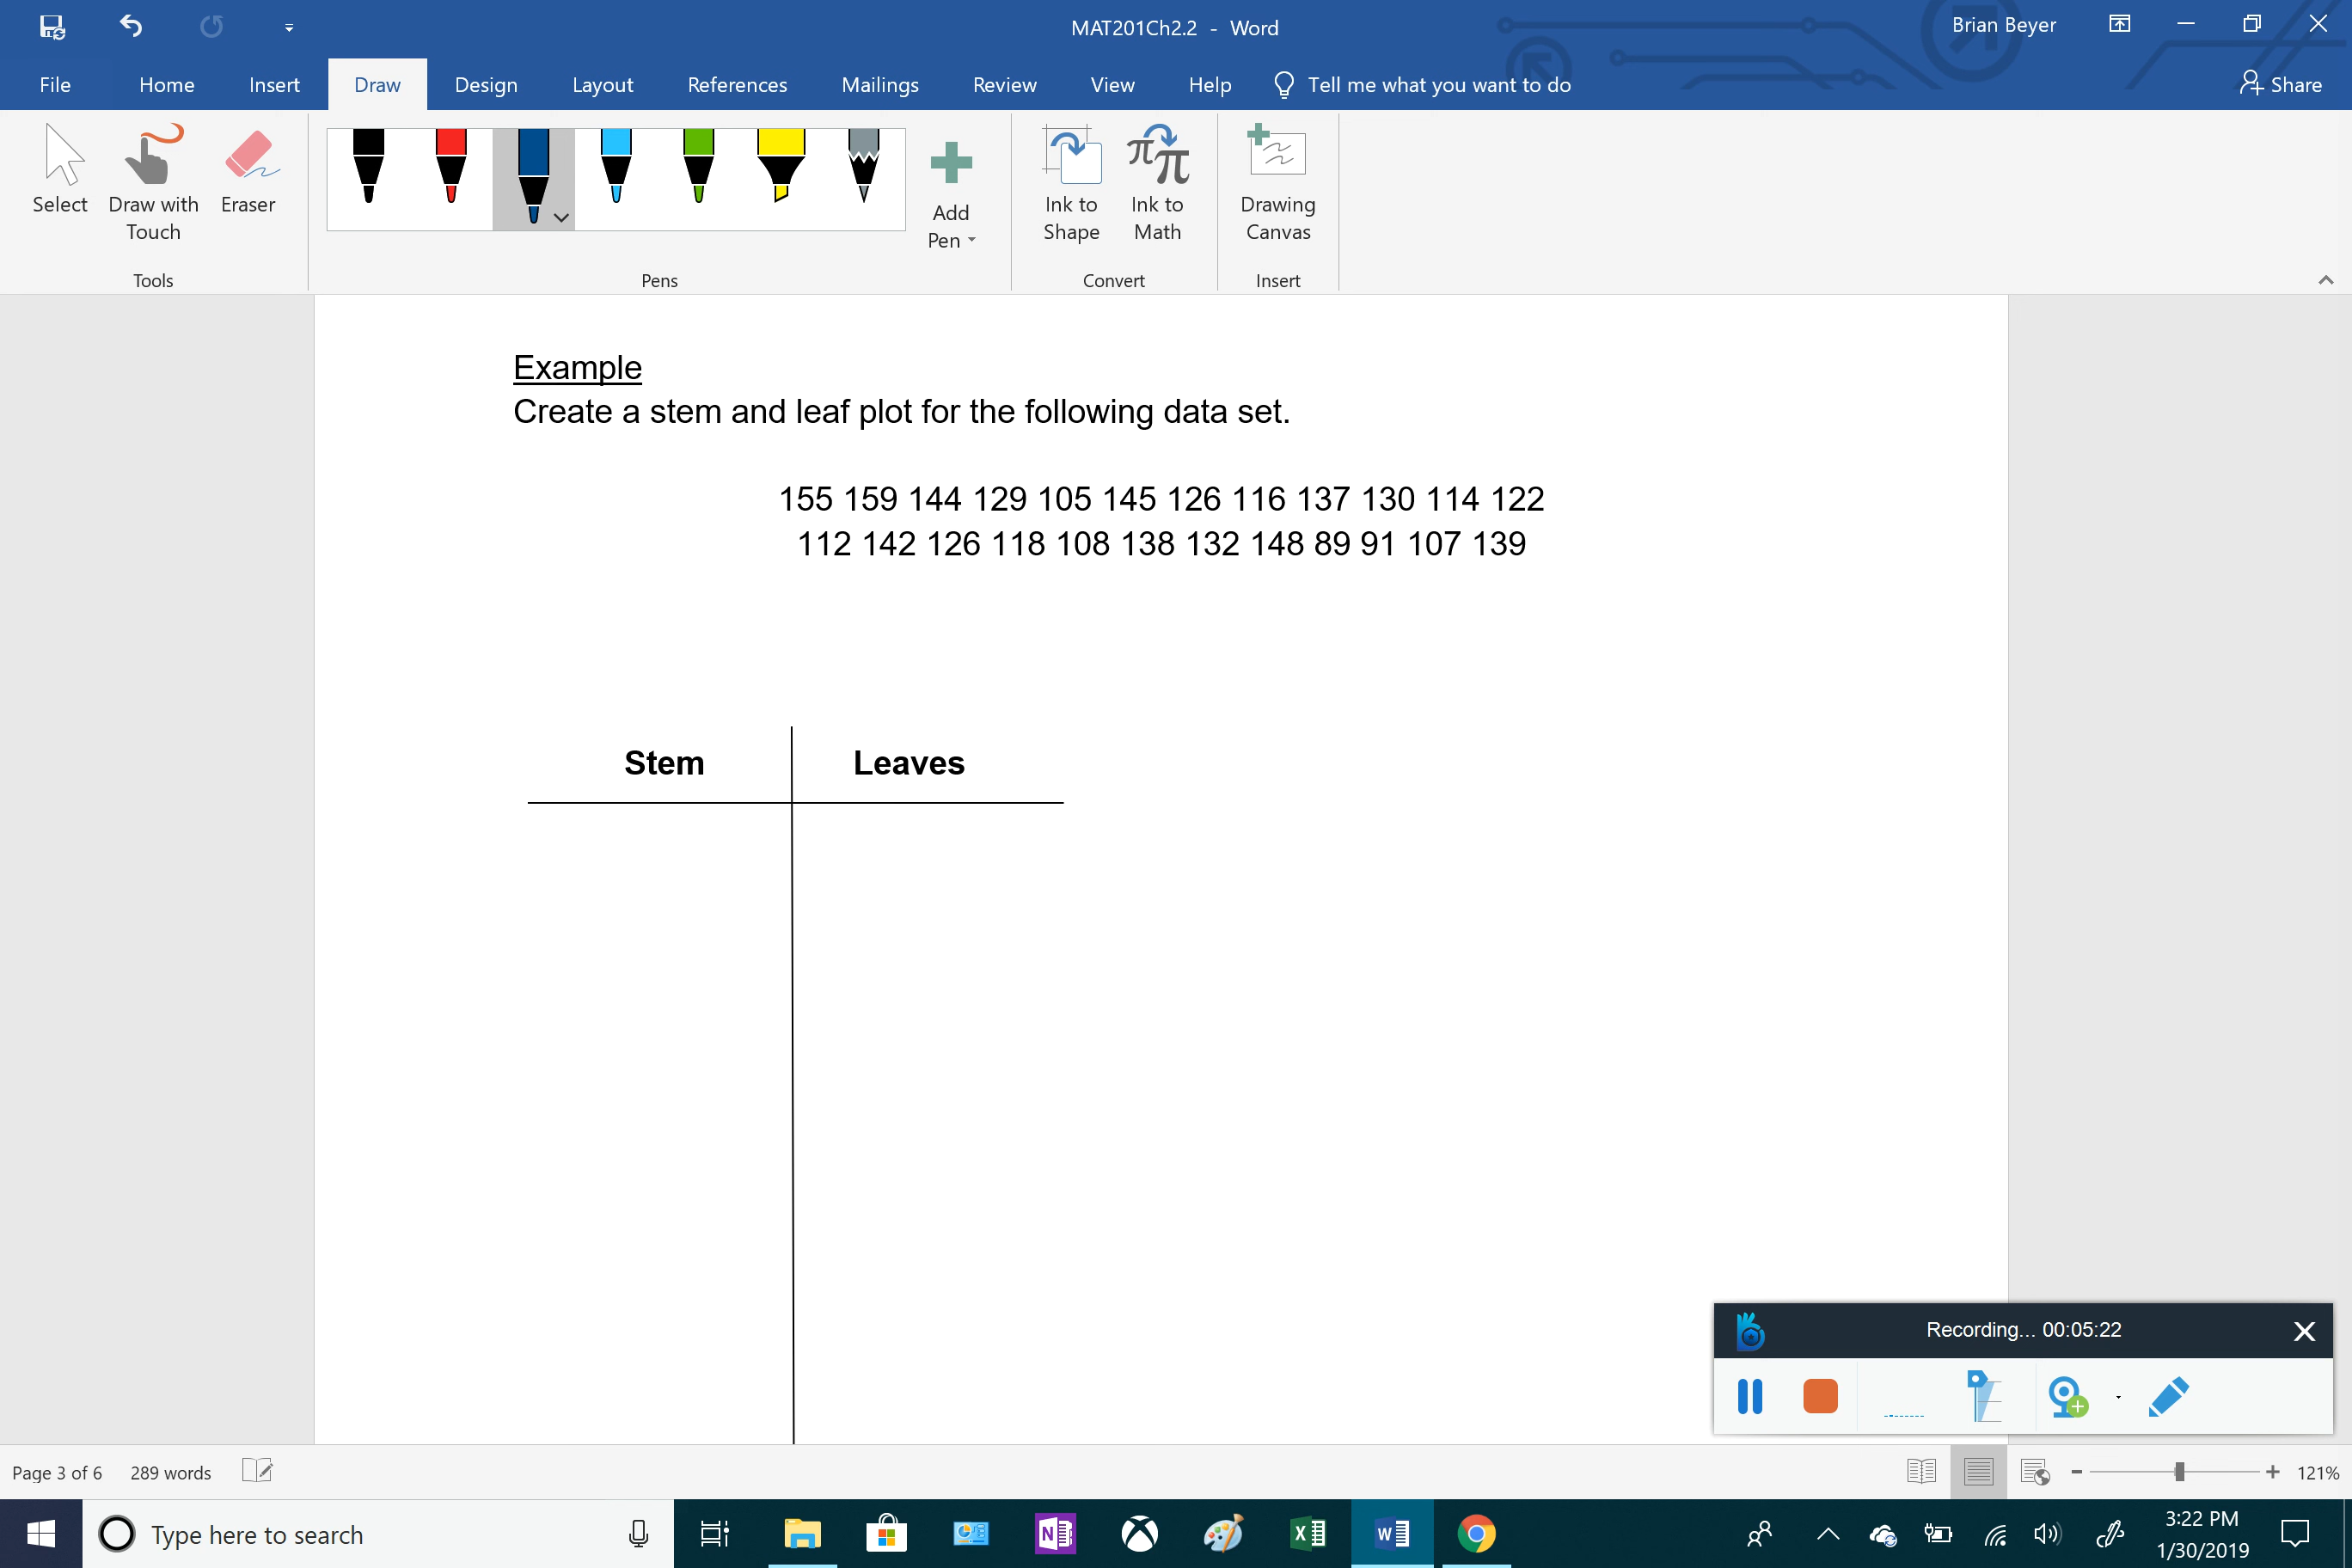 MAT201Ch2.2 - Word
Brian Beyer
File Home Insert Draw Design Layout References Mailings Review View Help Tell me what you want to do Share
Select
Draw with Touch
Eraser
Tools
Pens
Add Pen
Ink to Shape
Ink to Math
Convert
Drawing Canvas
Insert
Example
Create a stem and leaf plot for the following data set.
155 159 144 129 105 145 126 116 137 130 114 122
112 142 126 118 108 138 132 148 89 91 107 139
Stem Leaves
Recording... 00:05:22
Page 3 of 6 289 words
121%
Type here to search
3:22 PM
1/30/2019